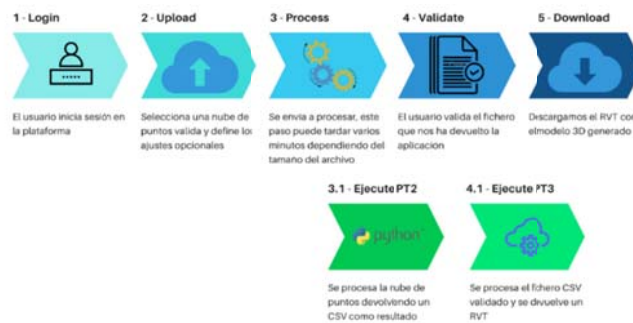 1 - Login
El usuario inicia sesión en
la plataforma
2 - Upload
Selecciona una nube de
puntos valida y define los
ajustes opcionales
3 - Process
Se envia a procesar, este
paso puede tardar varios
minutos dependiendo del
tamaño del archivo
4 - Validate
El usuario valida el fichero
que nos ha devuelto la
aplicación
5 - Download
Discargamos el RVT con
elmodelo 3D generado
3.1 - Ejecute PT2
python
Se procesa la nube de
puntos devolviendo un
CSV como resultado
4.1 - Ejecute PT3
Se procesa el fichero CSV
validado y se divuelve un
RVT